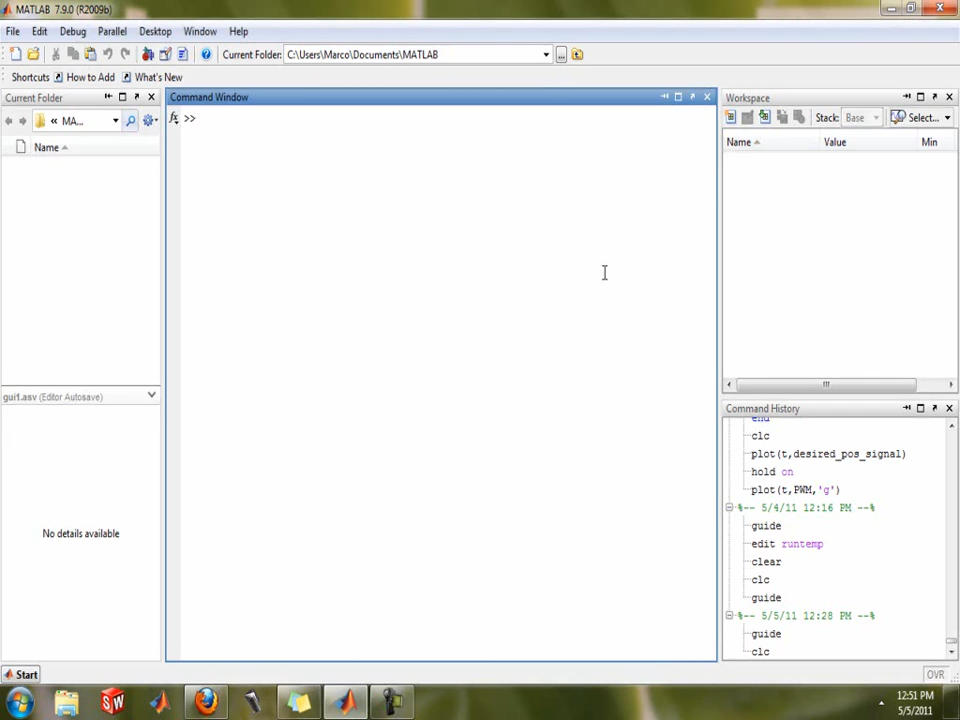 MATLAB 7.9.0 (R2009b)
File Edit Debug Parallel Desktop Window Help
Current Folder: C:\Users\Marco\Documents\MATLAB
Shortcuts How to Add What's New
Current Folder
« MA...
Name
gui1.asv (Editor Autosave)
No details available
Command Window
fx >>
Workspace
Stack: Base Select...
Name Value Min
Command History
end
clc
plot(t,desired_pos_signal)
hold on
plot(t,PWM,'g')
%-- 5/4/11 12:16 PM --%
guide
edit runtemp
clear
clc
guide
%-- 5/5/11 12:28 PM --%
guide
clc
Start
OVR
SW
12:51 PM
5/5/2011